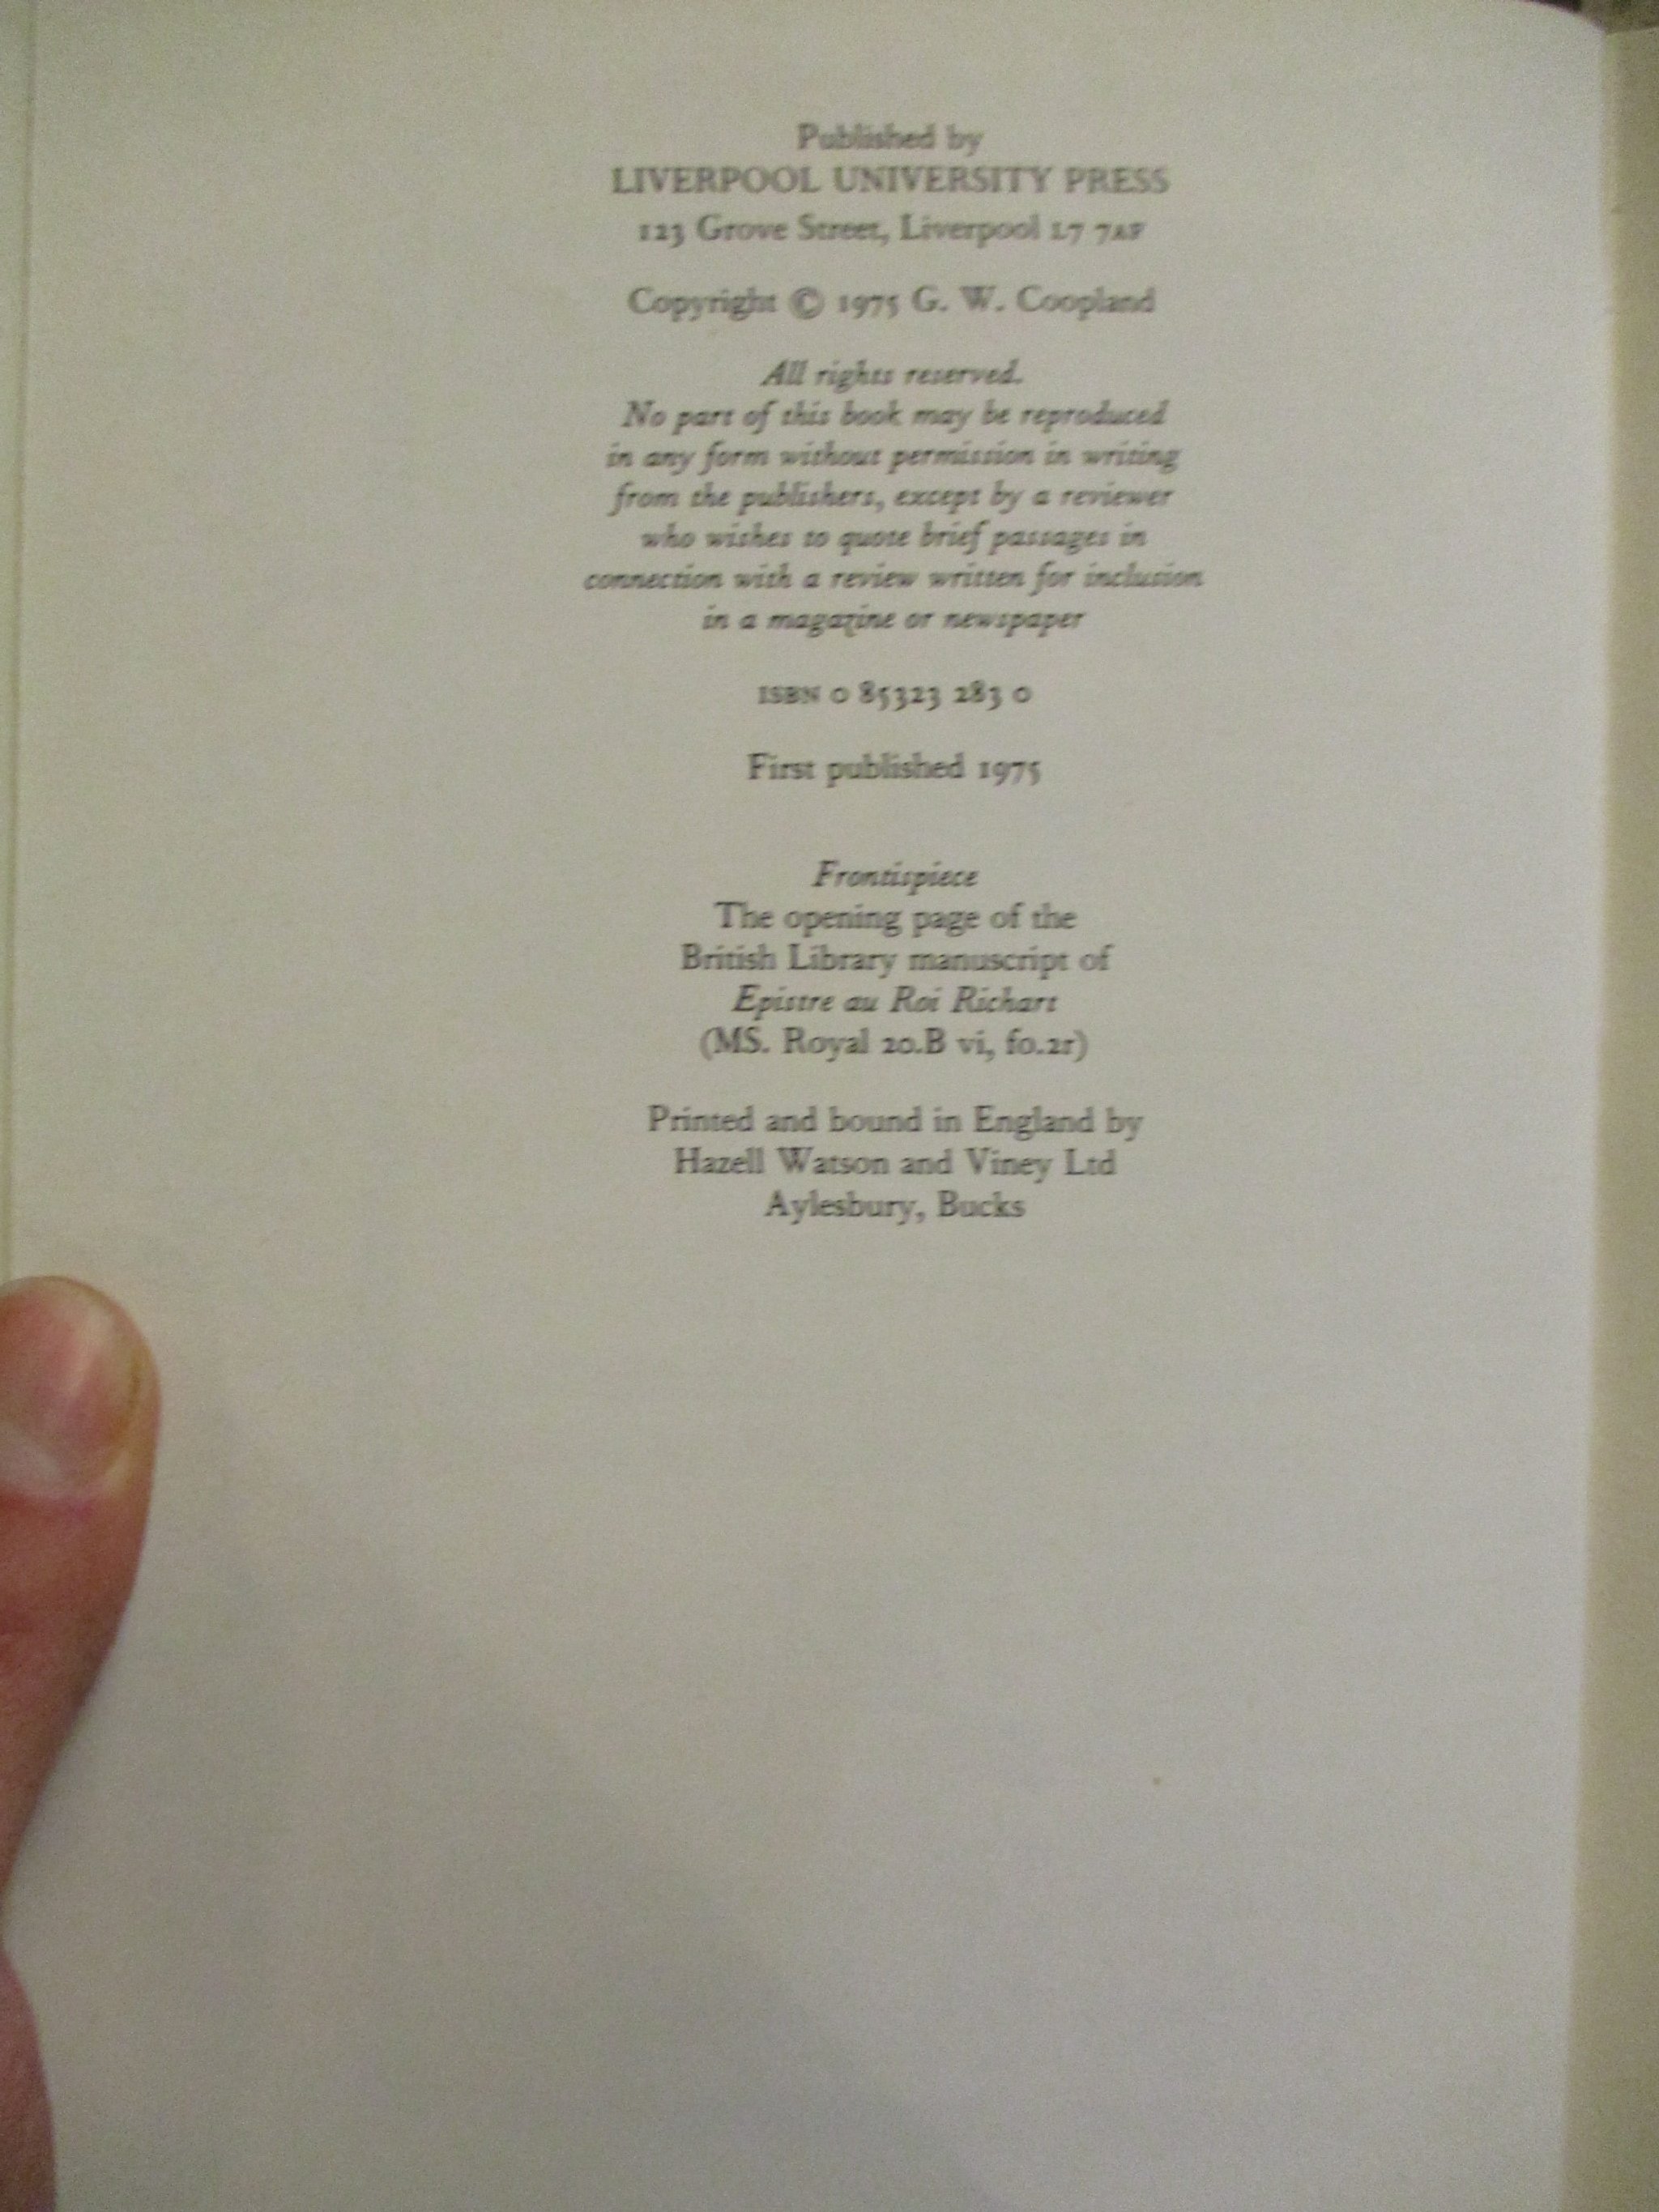 Published by
LIVERPOOL UNIVERSITY PRESS
123 Grove Street, Liverpool L7 7AF
Copyright © 1975 G. W. Coopland
All rights reserved.
No part of this book may be reproduced
in any form without permission in writing
from the publishers, except by a reviewer
who wishes to quote brief passages in
connection with a review written for inclusion
in a magazine or newspaper
ISBN 0 85323 283 0
First published 1975
Frontispiece
The opening page of the
British Library manuscript of
Epistre au Roi Richart
(MS. Royal 20.B vi, fo.2r)
Printed and bound in England by
Hazell Watson and Viney Ltd
Aylesbury, Bucks